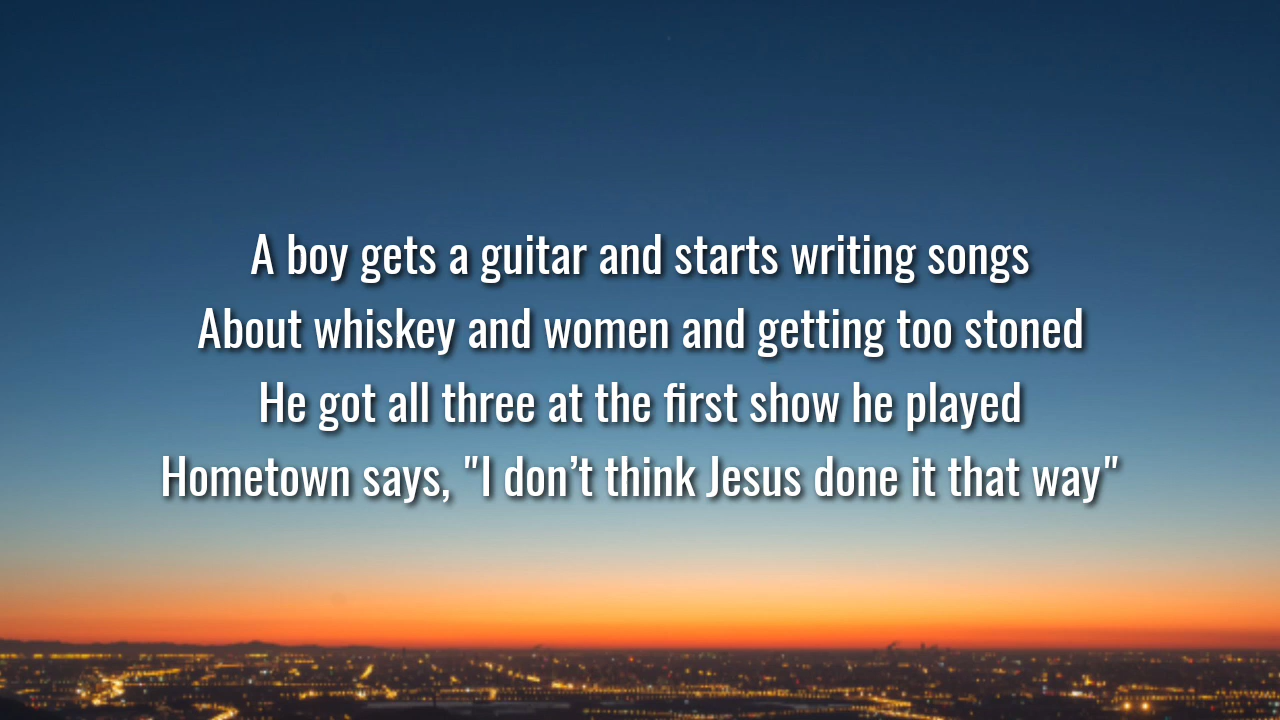 A boy gets a guitar and starts writing songs
About whiskey and women and getting too stoned
He got all three at the first show he played
Hometown says, "I don’t think Jesus done it that way"